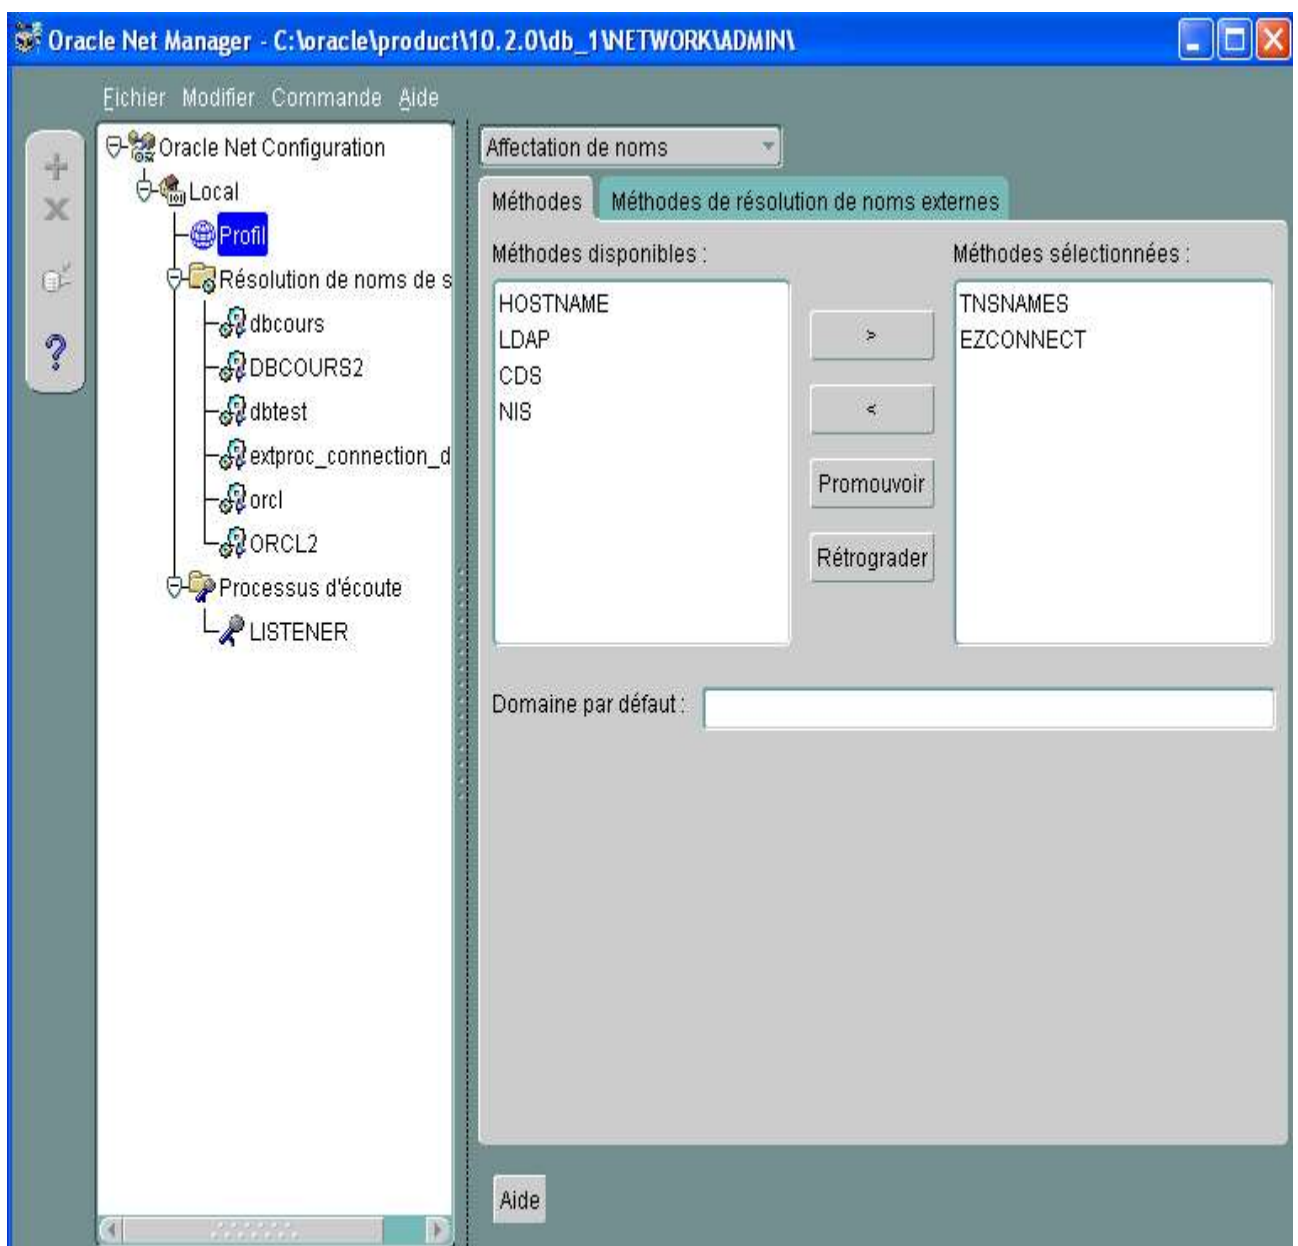 Oracle Net Manager - C:\oracle\product\10.2.0\db_1\NETWORK\ADMIN\
Fichier Modifier Commande Aide
Oracle Net Configuration
Local
Profil
Résolution de noms de s
dbcours
DBCOURS2
dbtest
extproc_connection_d
orcl
ORCL2
Processus d'écoute
LISTENER
Affectation de noms
Méthodes Méthodes de résolution de noms externes
Méthodes disponibles :
HOSTNAME
LDAP
CDS
NIS
>
<
Promouvoir
Rétrograder
Méthodes sélectionnées :
TNSNAMES
EZCONNECT
Domaine par défaut :
Aide